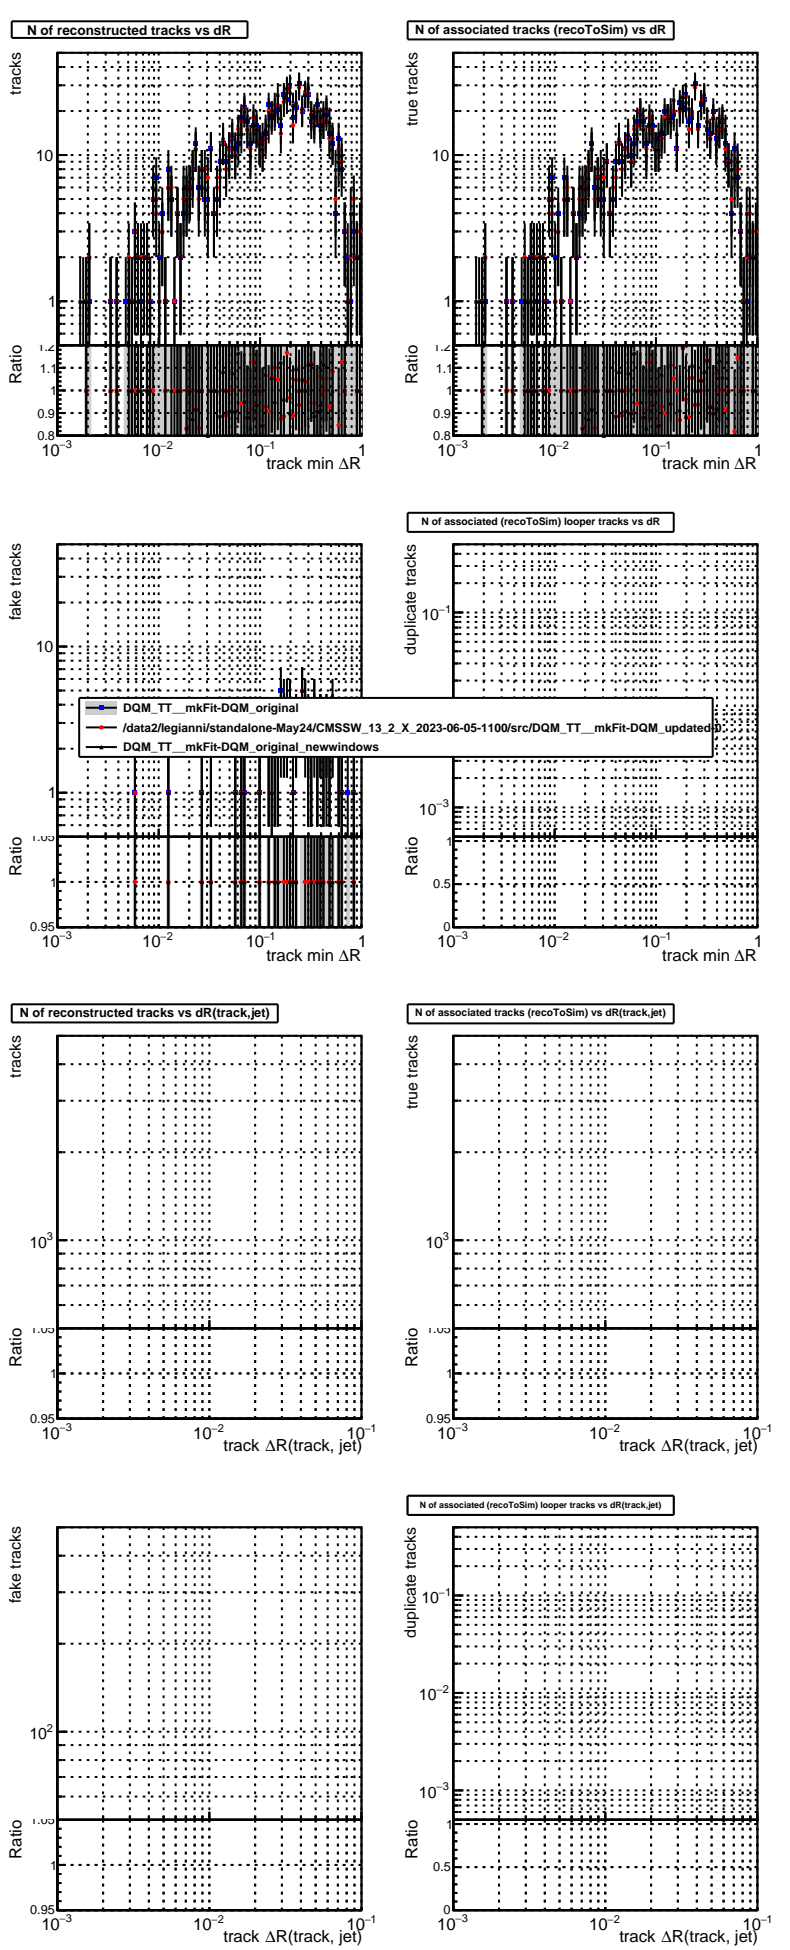 N of reconstructed tracks vs dR
tracks
10
1
Ratio
1.2
1.1
1
0.9
0.8
10⁻³
10⁻²
10⁻¹
1
track min ΔR
N of associated tracks (recoToSim) vs dR
true tracks
10
1
Ratio
1.2
1.1
1
0.9
0.8
10⁻³
10⁻²
10⁻¹
1
track min ΔR
fake tracks
10
1
Ratio
1.05
1
0.95
10⁻³
10⁻²
10⁻¹
1
track min ΔR
N of associated (recoToSim) looper tracks vs dR
duplicate tracks
10⁻¹
10⁻³
Ratio
1
0.5
0
10⁻³
10⁻²
10⁻¹
1
track min ΔR
DQM_TT__mkFit-DQM_original
/data2/legianni/standalone-May24/CMSSW_13_2_X_2023-06-05-1100/src/DQM_TT__mkFit-DQM_updated-0.
DQM_TT__mkFit-DQM_original_newwindows
N of reconstructed tracks vs dR(track,jet)
tracks
10³
Ratio
1.05
1
0.95
10⁻³
10⁻²
10⁻¹
track ΔR(track, jet)
N of associated tracks (recoToSim) vs dR(track,jet)
true tracks
10³
Ratio
1.05
1
0.95
10⁻³
10⁻²
10⁻¹
track ΔR(track, jet)
fake tracks
10²
Ratio
1.05
1
0.95
10⁻³
10⁻²
10⁻¹
track ΔR(track, jet)
N of associated (recoToSim) looper tracks vs dR(track,jet)
duplicate tracks
10⁻¹
10⁻²
10⁻³
Ratio
1
0.5
0
10⁻³
10⁻²
10⁻¹
track ΔR(track, jet)